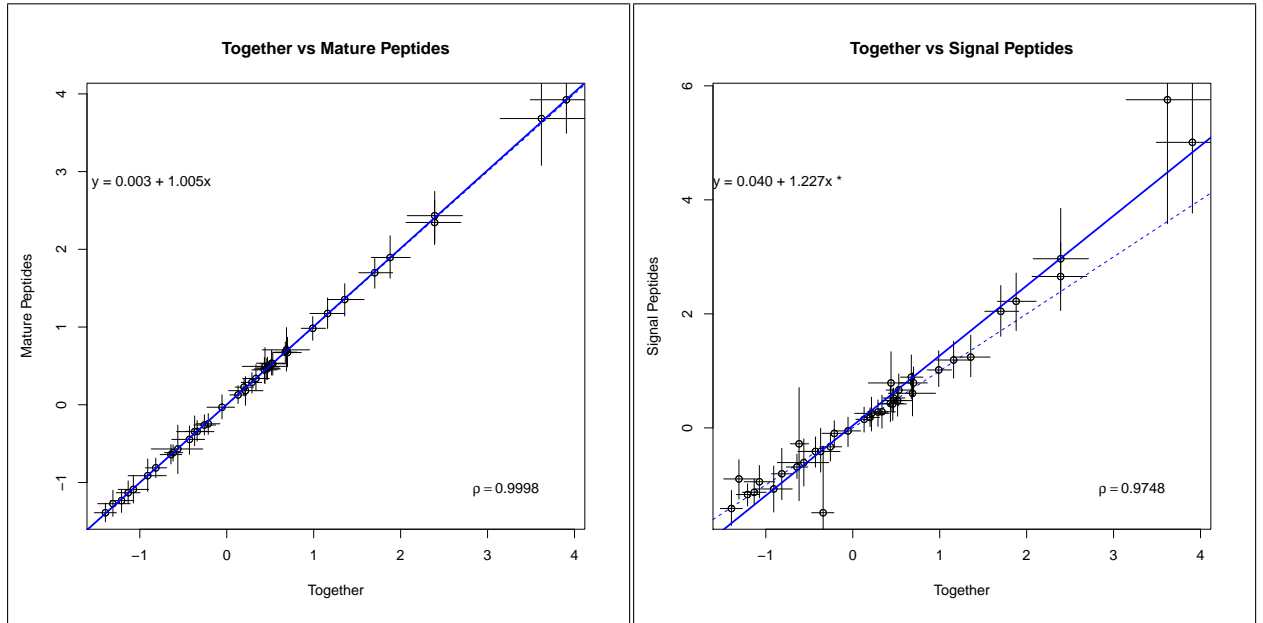 Together vs Mature Peptides
Mature Peptides
4
3
2
1
0
−1
y = 0.003 + 1.005x
ρ = 0.9998
−1 0 1 2 3 4
Together
Together vs Signal Peptides
Signal Peptides
6
4
2
0
y = 0.040 + 1.227x *
ρ = 0.9748
−1 0 1 2 3 4
Together